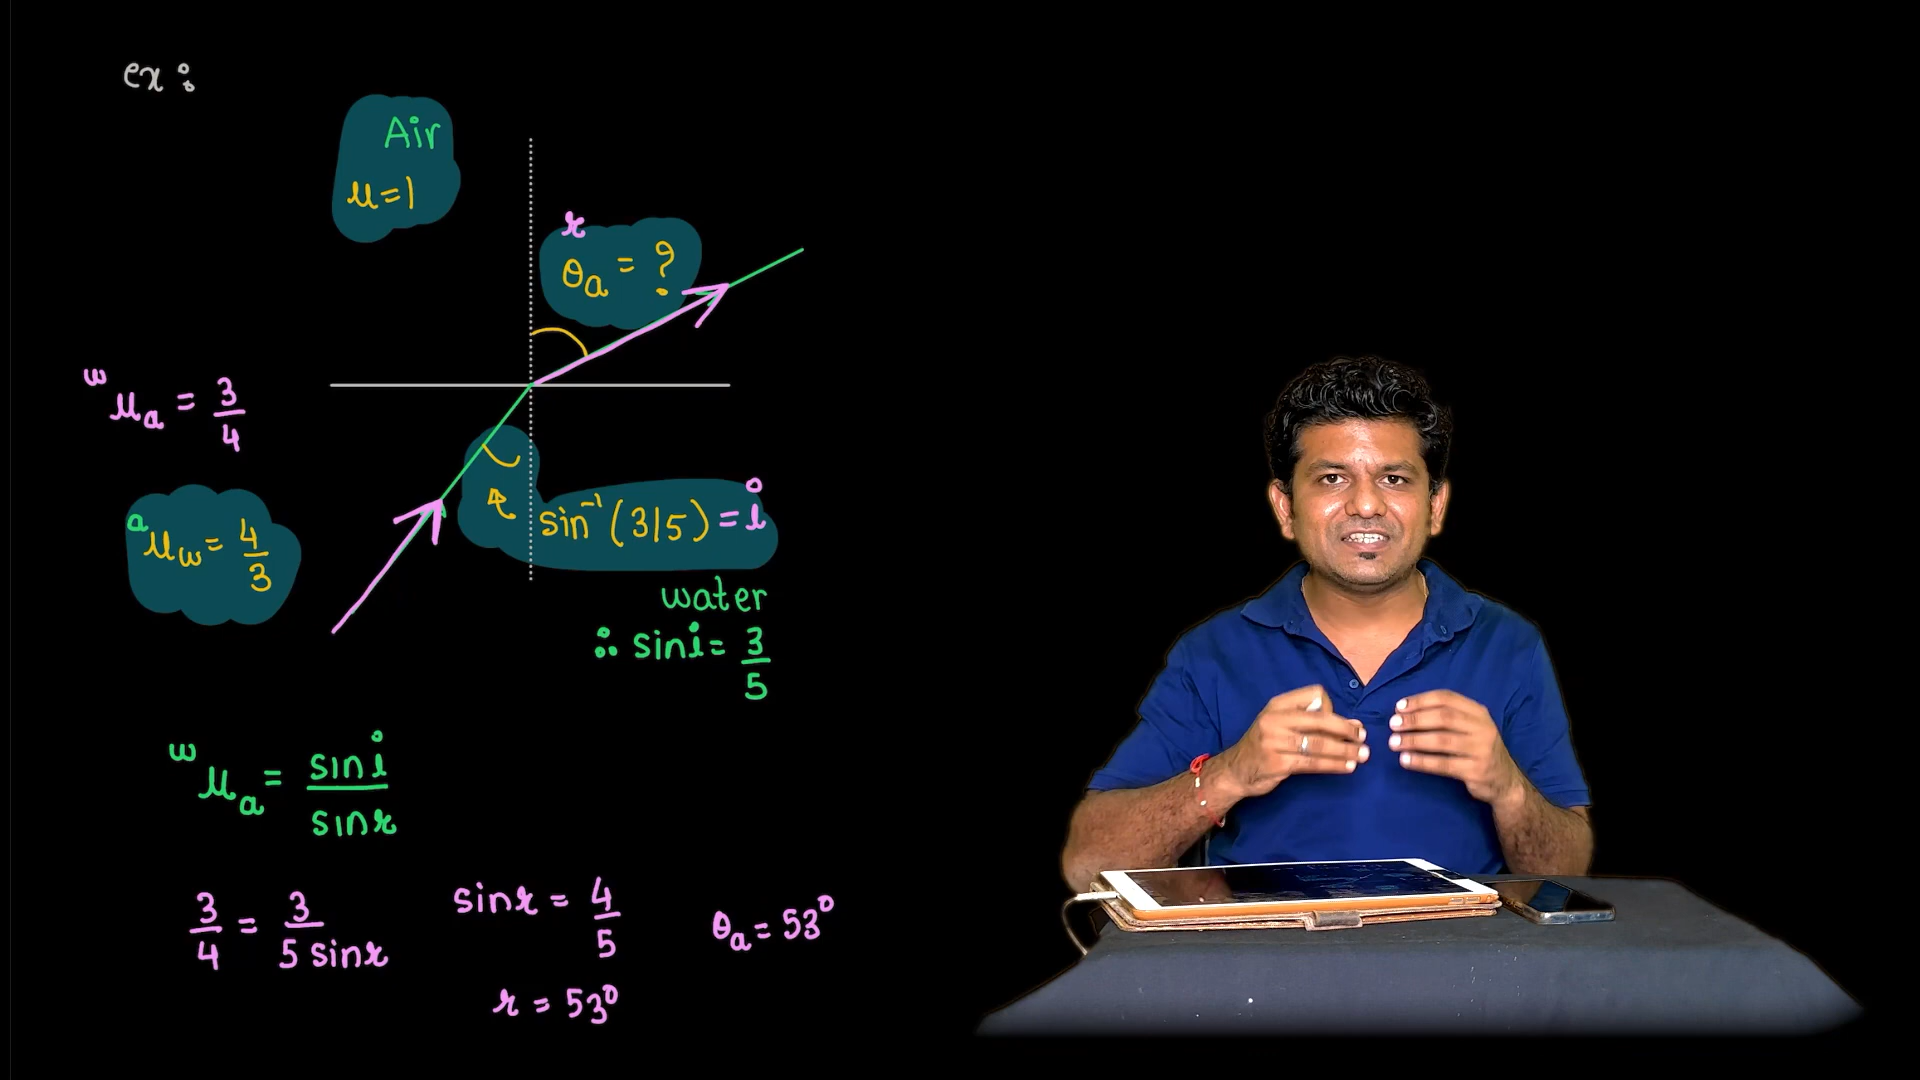 ex :
Air
μ=1
r
θa = ?
wμa = 3/4
aμw = 4/3
sin⁻¹(3/5) = i
water
∴ sin i = 3/5
wμa = sin i / sin r
3/4 = 3/5 sin r
sin r = 4/5
θa = 53°
r = 53°